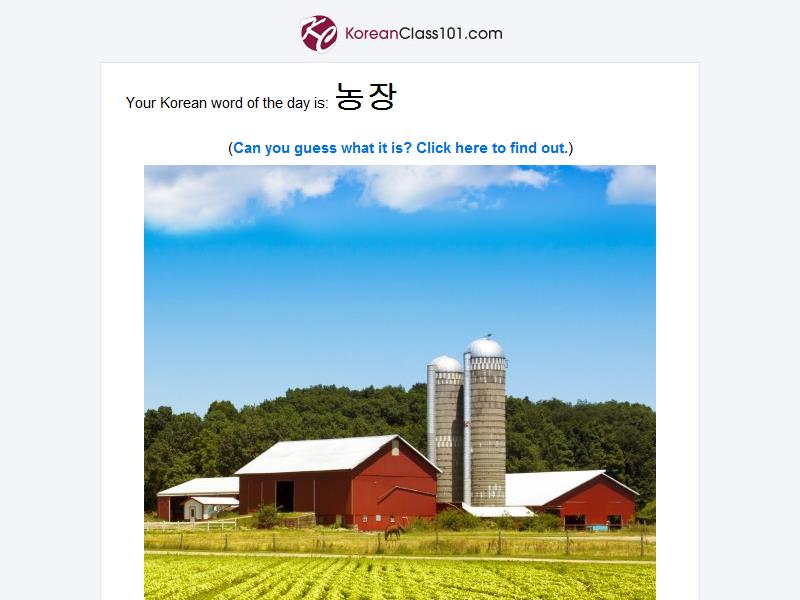 KoreanClass101.com
Your Korean word of the day is: 농장
(Can you guess what it is? Click here to find out.)